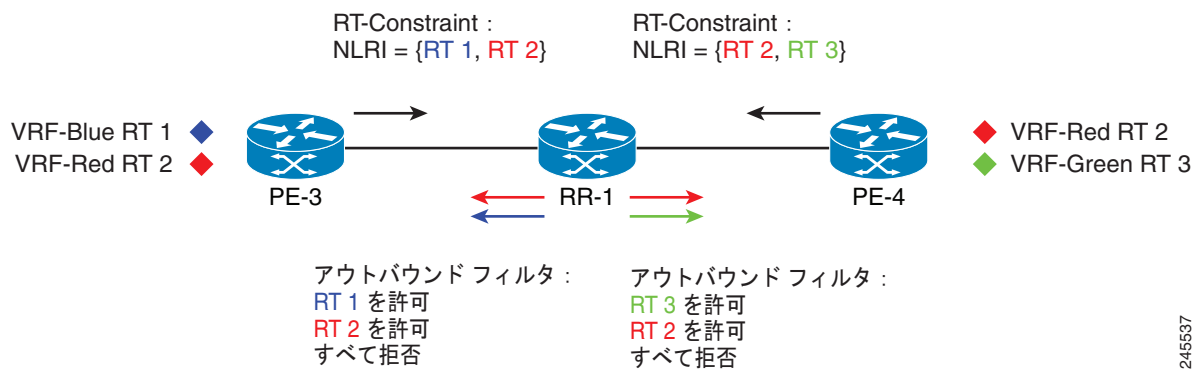 RT-Constraint :
NLRI = {RT 1, RT 2}
RT-Constraint :
NLRI = {RT 2, RT 3}
VRF-Blue RT 1
VRF-Red RT 2
VRF-Red RT 2
VRF-Green RT 3
PE-3
RR-1
PE-4
アウトバウンド フィルタ :
RT 1 を許可
RT 2 を許可
すべて拒否
アウトバウンド フィルタ :
RT 3 を許可
RT 2 を許可
すべて拒否
245537